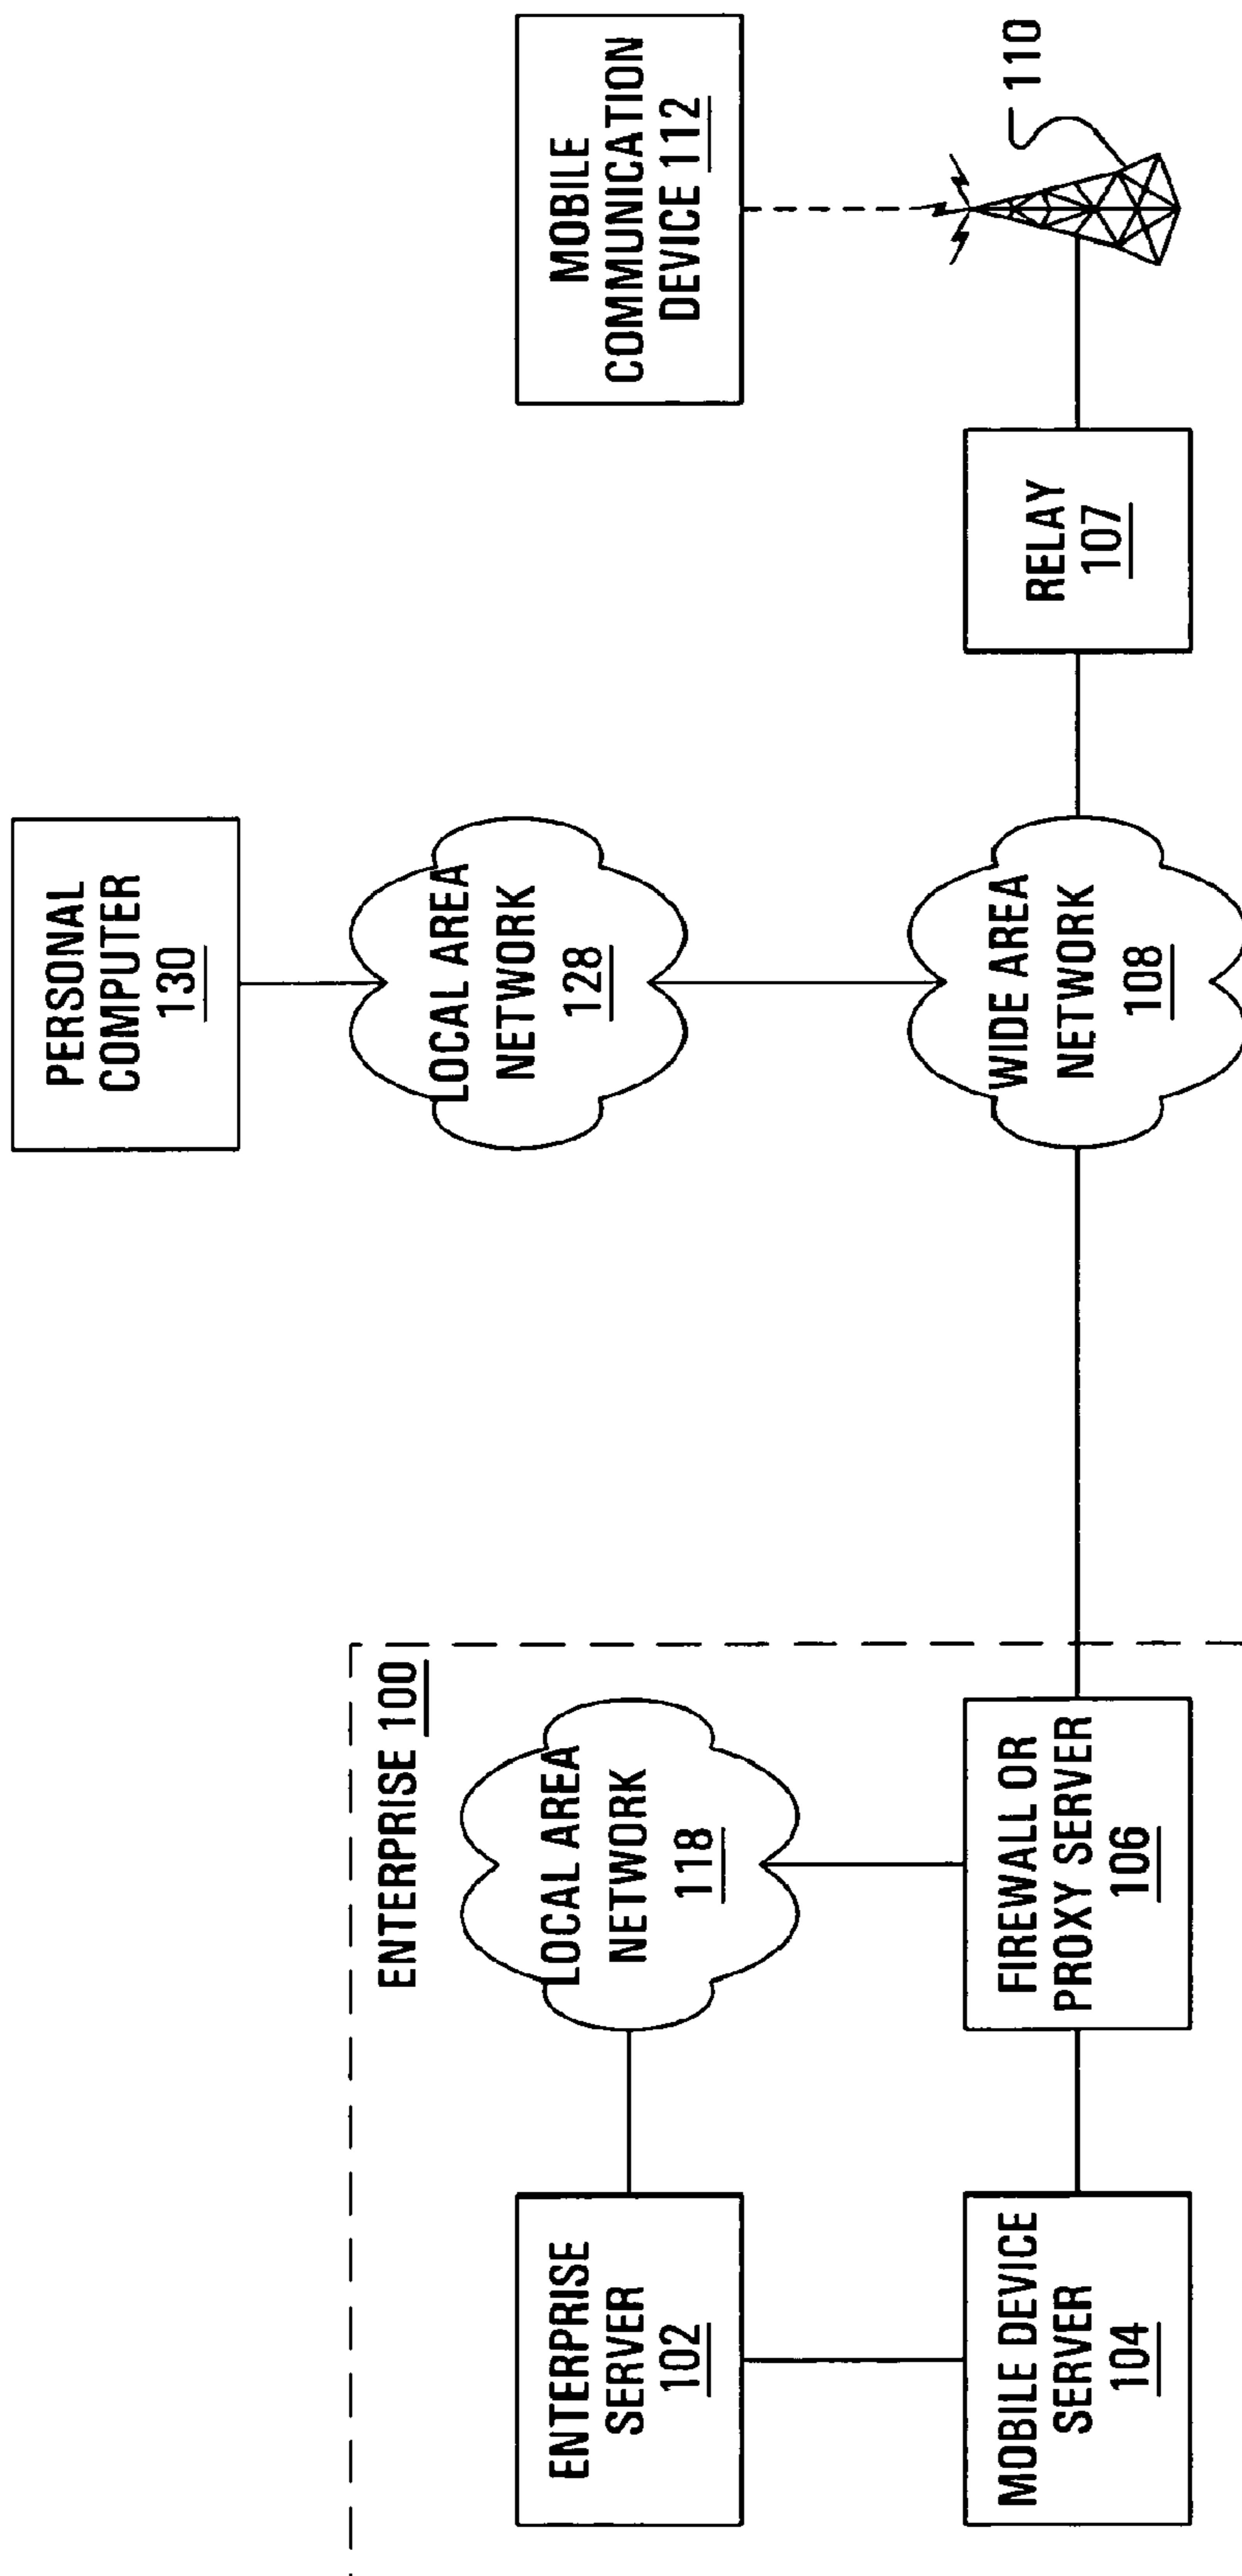 PERSONAL
COMPUTER
130
MOBILE
COMMUNICATION
DEVICE 112
LOCAL AREA
NETWORK
128
110
ENTERPRISE 100
LOCAL AREA
NETWORK
118
ENTERPRISE
SERVER
102
WIDE AREA
NETWORK
108
RELAY
107
FIREWALL OR
PROXY SERVER
106
MOBILE DEVICE
SERVER
104